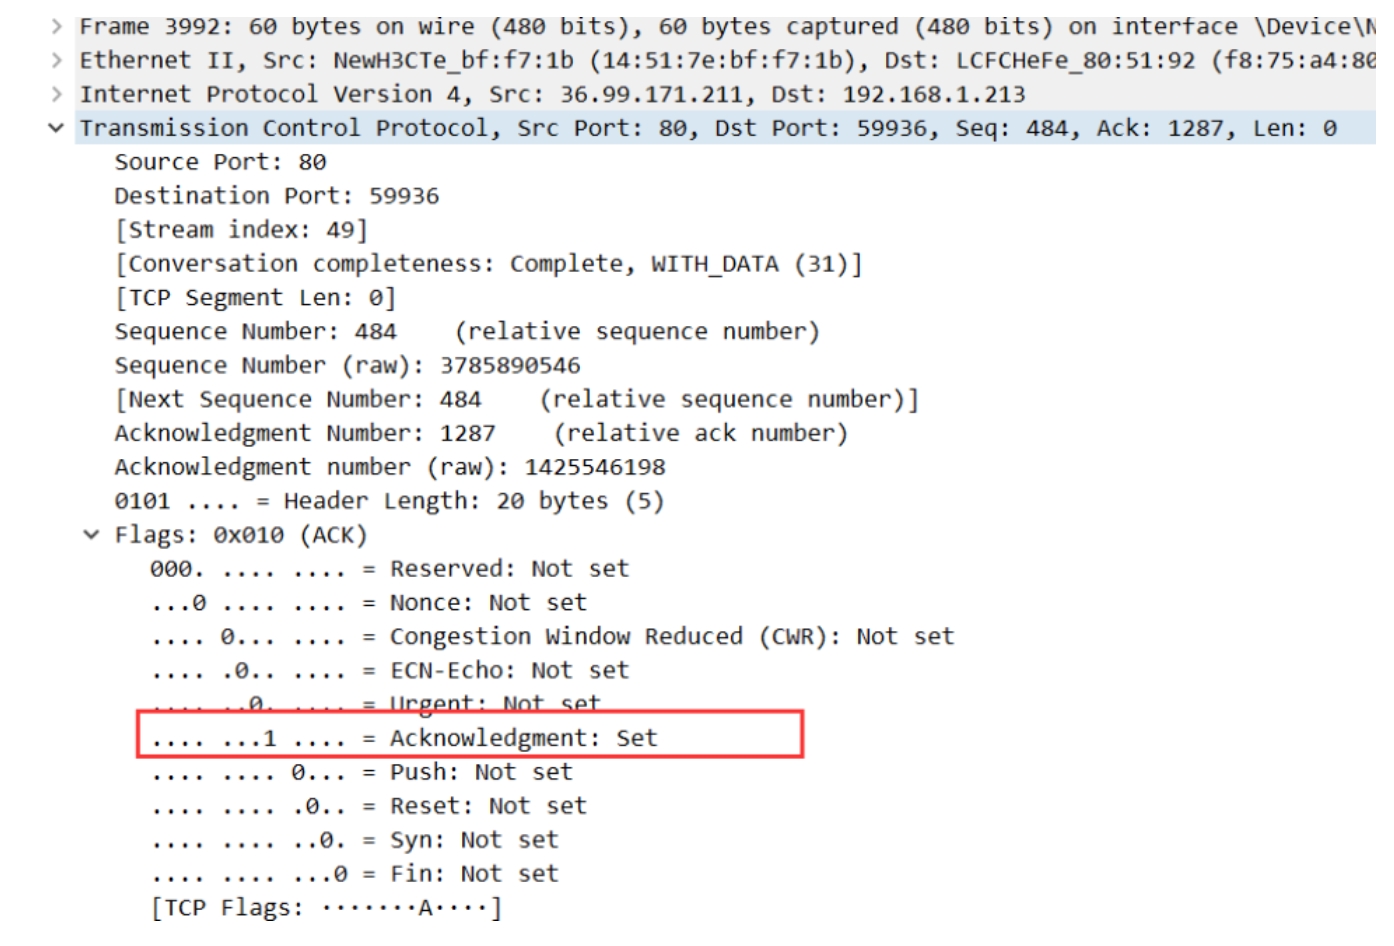 Frame 3992: 60 bytes on wire (480 bits), 60 bytes captured (480 bits) on interface \Device\N
Ethernet II, Src: NewH3CTe_bf:f7:1b (14:51:7e:bf:f7:1b), Dst: LCFCHeFe_80:51:92 (f8:75:a4:80
Internet Protocol Version 4, Src: 36.99.171.211, Dst: 192.168.1.213
Transmission Control Protocol, Src Port: 80, Dst Port: 59936, Seq: 484, Ack: 1287, Len: 0
Source Port: 80
Destination Port: 59936
[Stream index: 49]
[Conversation completeness: Complete, WITH_DATA (31)]
[TCP Segment Len: 0]
Sequence Number: 484    (relative sequence number)
Sequence Number (raw): 3785890546
[Next Sequence Number: 484    (relative sequence number)]
Acknowledgment Number: 1287    (relative ack number)
Acknowledgment number (raw): 1425546198
0101 .... = Header Length: 20 bytes (5)
Flags: 0x010 (ACK)
000. .... .... = Reserved: Not set
...0 .... .... = Nonce: Not set
.... 0... .... = Congestion Window Reduced (CWR): Not set
.... .0.. .... = ECN-Echo: Not set
.... ..0. .... = Urgent: Not set
.... ...1 .... = Acknowledgment: Set
.... .... 0... = Push: Not set
.... .... .0.. = Reset: Not set
.... .... ..0. = Syn: Not set
.... .... ...0 = Fin: Not set
[TCP Flags: ·······A····]